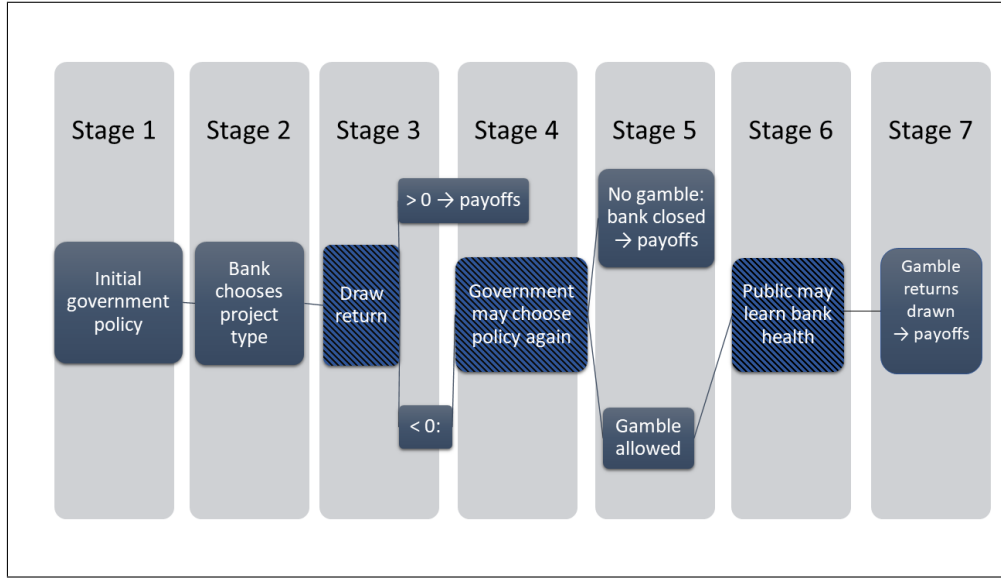 Stage 1
Stage 2
Stage 3
Stage 4
Stage 5
Stage 6
Stage 7
Initial
government
policy
Bank
chooses
project
type
Draw
return
> 0 → payoffs
< 0:
Government
may choose
policy again
No gamble:
bank closed
→ payoffs
Gamble
allowed
Public may
learn bank
health
Gamble
returns
drawn
→ payoffs